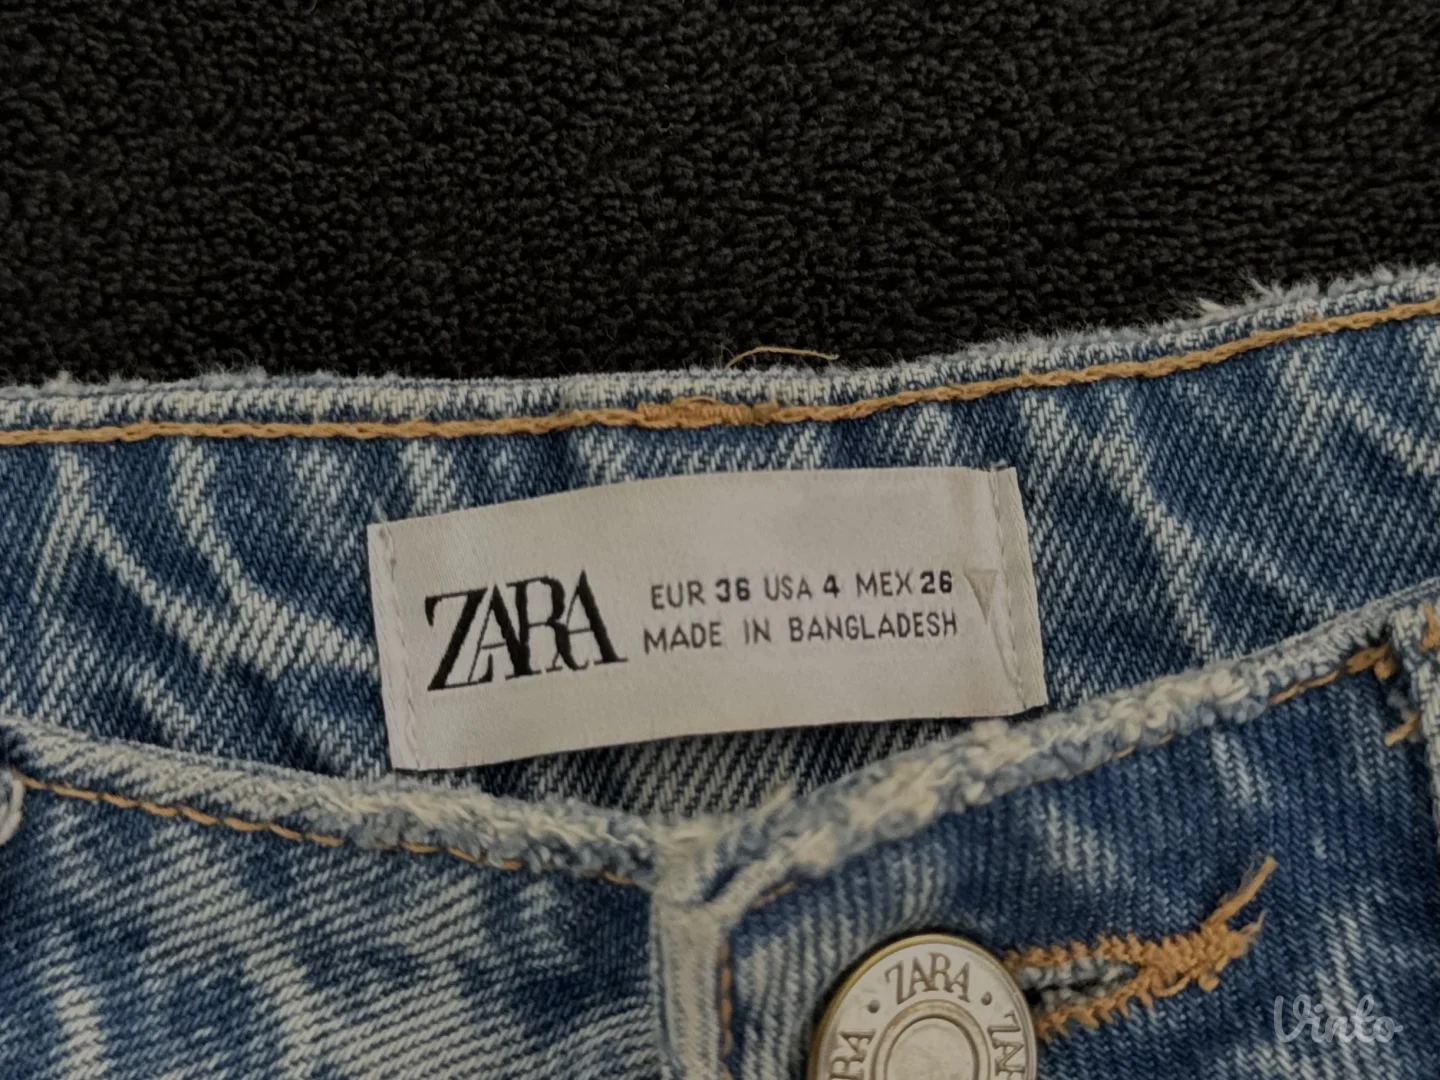 ZARA
EUR 36 USA 4 MEX 26
MADE IN BANGLADESH
ZARA
Vinto